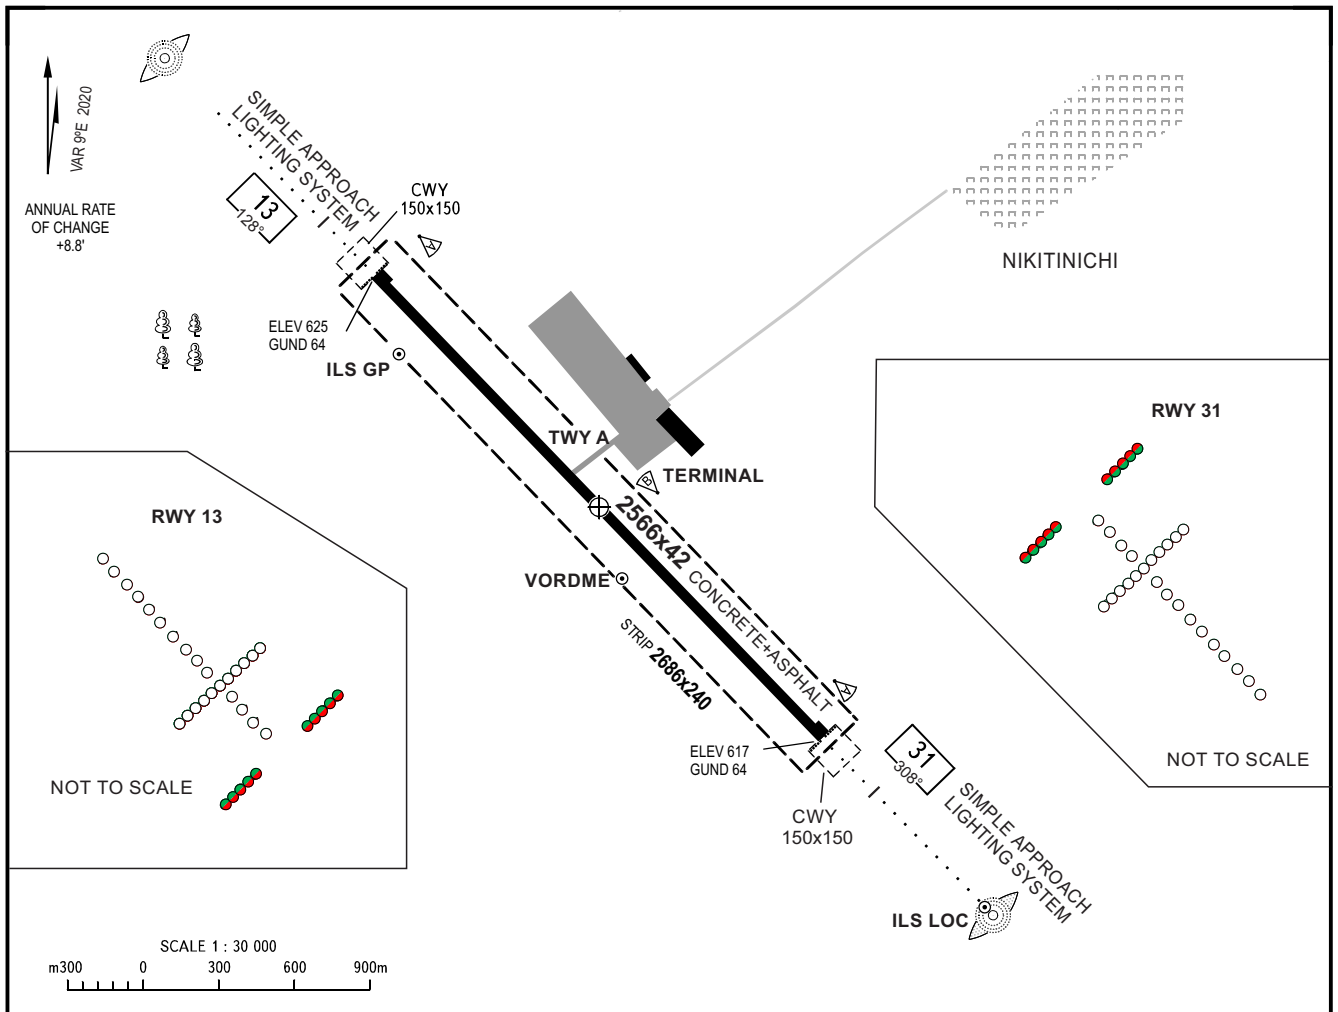 VAR 9°E 2020
ANNUAL RATE
OF CHANGE
+8.8'
SIMPLE APPROACH
LIGHTING SYSTEM
13
128°
CWY
150x150
A
ELEV 625
GUND 64
ILS GP
NIKITINICHI
TWY A
TERMINAL
B
2566x42 CONCRETE+ASPHALT
VORDME
STRIP 2686x240
A
ELEV 617
GUND 64
CWY
150x150
31
308°
SIMPLE APPROACH
LIGHTING SYSTEM
ILS LOC
RWY 13
NOT TO SCALE
RWY 31
NOT TO SCALE
SCALE 1 : 30 000
m300 0 300 600 900m